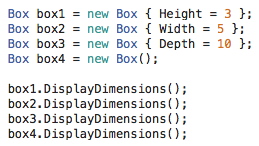 Box box1 = new Box { Height = 3 };
Box box2 = new Box { Width = 5 };
Box box3 = new Box { Depth = 10 };
Box box4 = new Box();
box1.DisplayDimensions();
box2.DisplayDimensions();
box3.DisplayDimensions();
box4.DisplayDimensions();